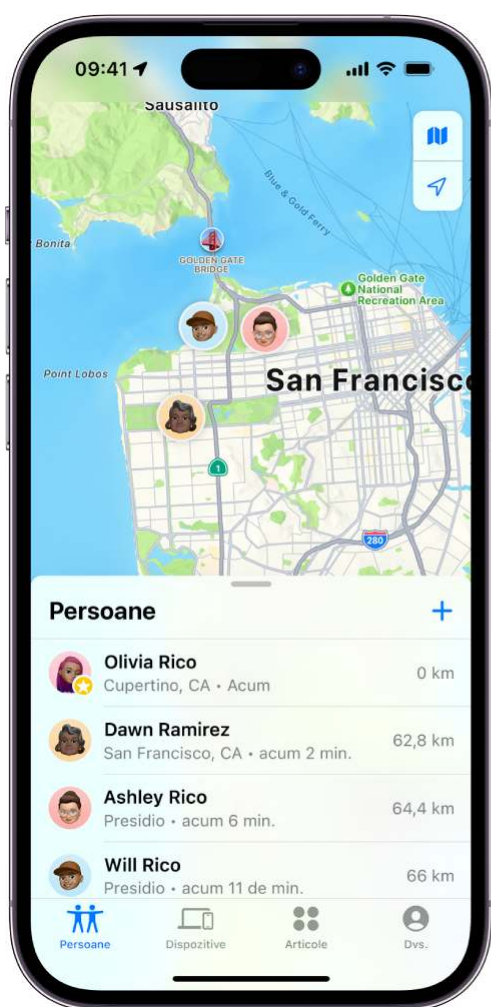 09:41
Sausalito
Blue & Gold Ferry
Bonita
GOLDEN GATE
BRIDGE
Golden Gate
National
Recreation Area
Point Lobos
San Francisco
1
280
Persoane
Olivia Rico
Cupertino, CA • Acum
0 km
Dawn Ramirez
San Francisco, CA • acum 2 min.
62,8 km
Ashley Rico
Presidio • acum 6 min.
64,4 km
Will Rico
Presidio • acum 11 de min.
66 km
Persoane
Dispozitive
Articole
Dvs.